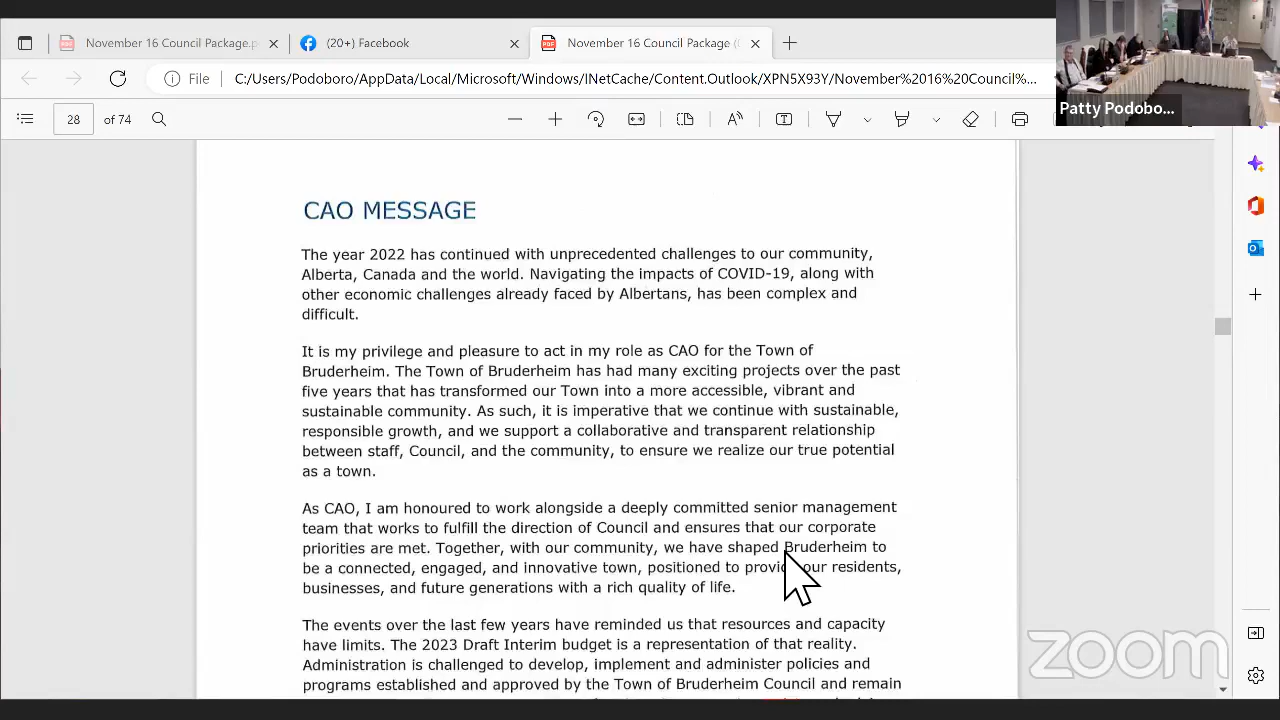 November 16 Council Package.p
(20+) Facebook
November 16 Council Package (
File
C:/Users/Podoboro/AppData/Local/Microsoft/Windows/INetCache/Content.Outlook/XPN5X93Y/November%2016%20Council%...
Patty Podobo...
28 of 74
CAO MESSAGE
The year 2022 has continued with unprecedented challenges to our community,
Alberta, Canada and the world. Navigating the impacts of COVID-19, along with
other economic challenges already faced by Albertans, has been complex and
difficult.
It is my privilege and pleasure to act in my role as CAO for the Town of
Bruderheim. The Town of Bruderheim has had many exciting projects over the past
five years that has transformed our Town into a more accessible, vibrant and
sustainable community. As such, it is imperative that we continue with sustainable,
responsible growth, and we support a collaborative and transparent relationship
between staff, Council, and the community, to ensure we realize our true potential
as a town.
As CAO, I am honoured to work alongside a deeply committed senior management
team that works to fulfill the direction of Council and ensures that our corporate
priorities are met. Together, with our community, we have shaped Bruderheim to
be a connected, engaged, and innovative town, positioned to provide our residents,
businesses, and future generations with a rich quality of life.
The events over the last few years have reminded us that resources and capacity
have limits. The 2023 Draft Interim budget is a representation of that reality.
Administration is challenged to develop, implement and administer policies and
programs established and approved by the Town of Bruderheim Council and remain
zoom